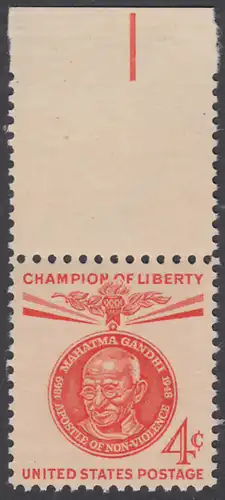 CHAMPION OF LIBERTY
MAHATMA GANDHI
1869
1948
APOSTLE OF NON-VIOLENCE
4¢
UNITED STATES POSTAGE